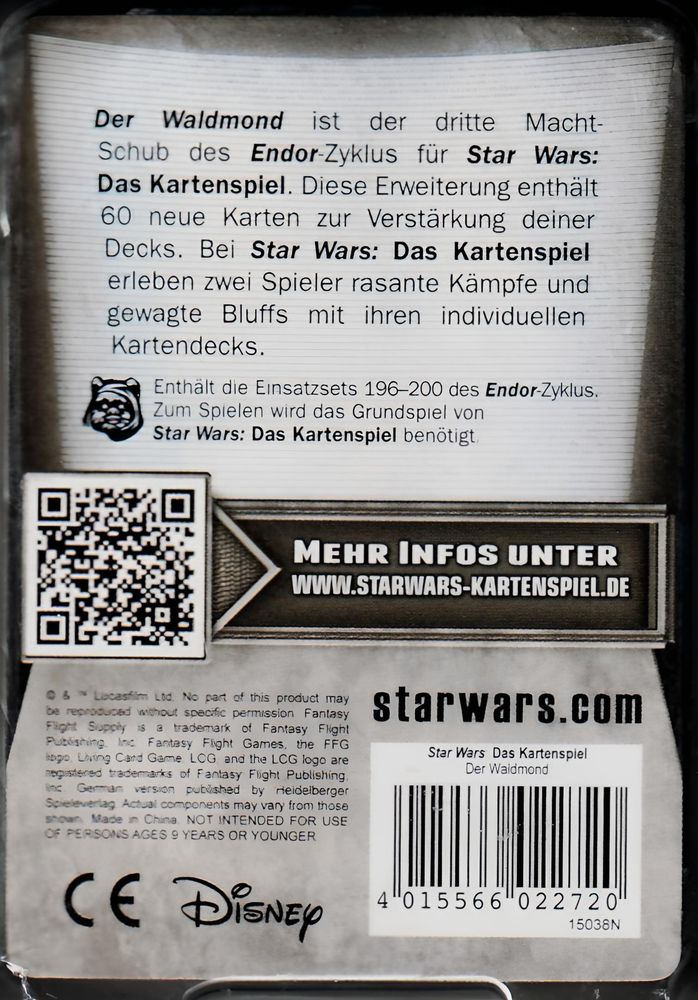 Der Waldmond ist der dritte Macht-
Schub des Endor-Zyklus für Star Wars:
Das Kartenspiel. Diese Erweiterung enthält
60 neue Karten zur Verstärkung deiner
Decks. Bei Star Wars: Das Kartenspiel
erleben zwei Spieler rasante Kämpfe und
gewagte Bluffs mit ihren individuellen
Kartendecks.
Enthält die Einsatzsets 196–200 des Endor-Zyklus.
Zum Spielen wird das Grundspiel von
Star Wars: Das Kartenspiel benötigt.
MEHR INFOS UNTER
WWW.STARWARS-KARTENSPIEL.DE
© & ™ Lucasfilm Ltd. No part of this product may
be reproduced without specific permission Fantasy
Flight Supply is a trademark of Fantasy Flight
Publishing, Inc. Fantasy Flight Games, the FFG
logo, Living Card Game, LCG, and the LCG logo are
registered trademarks of Fantasy Flight Publishing,
Inc. German version published by Heidelberger
Spieleverlag. Actual components may vary from those
shown. Made in China. NOT INTENDED FOR USE
OF PERSONS AGES 9 YEARS OR YOUNGER
CE Disney
starwars.com
Star Wars Das Kartenspiel
Der Waldmond
4 015566 022720
15038N